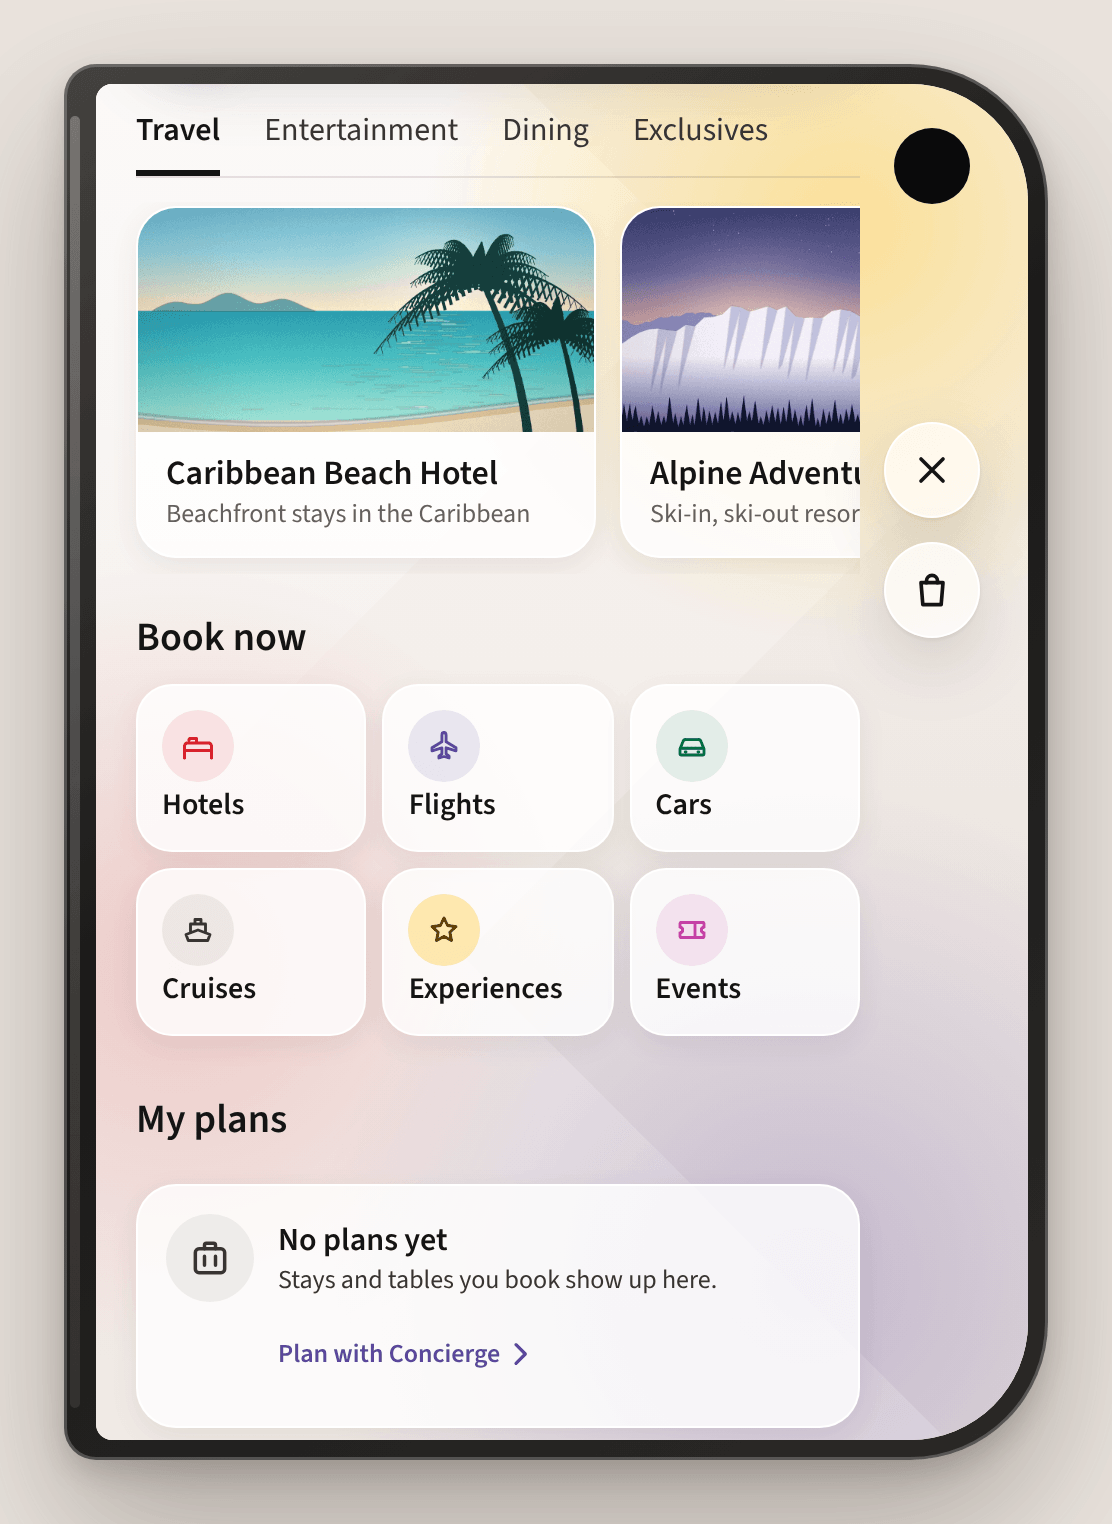 Travel Entertainment Dining Exclusives
Caribbean Beach Hotel
Beachfront stays in the Caribbean
Alpine Advent
Ski-in, ski-out resor
Book now
Hotels
Flights
Cars
Cruises
Experiences
Events
My plans
No plans yet
Stays and tables you book show up here.
Plan with Concierge